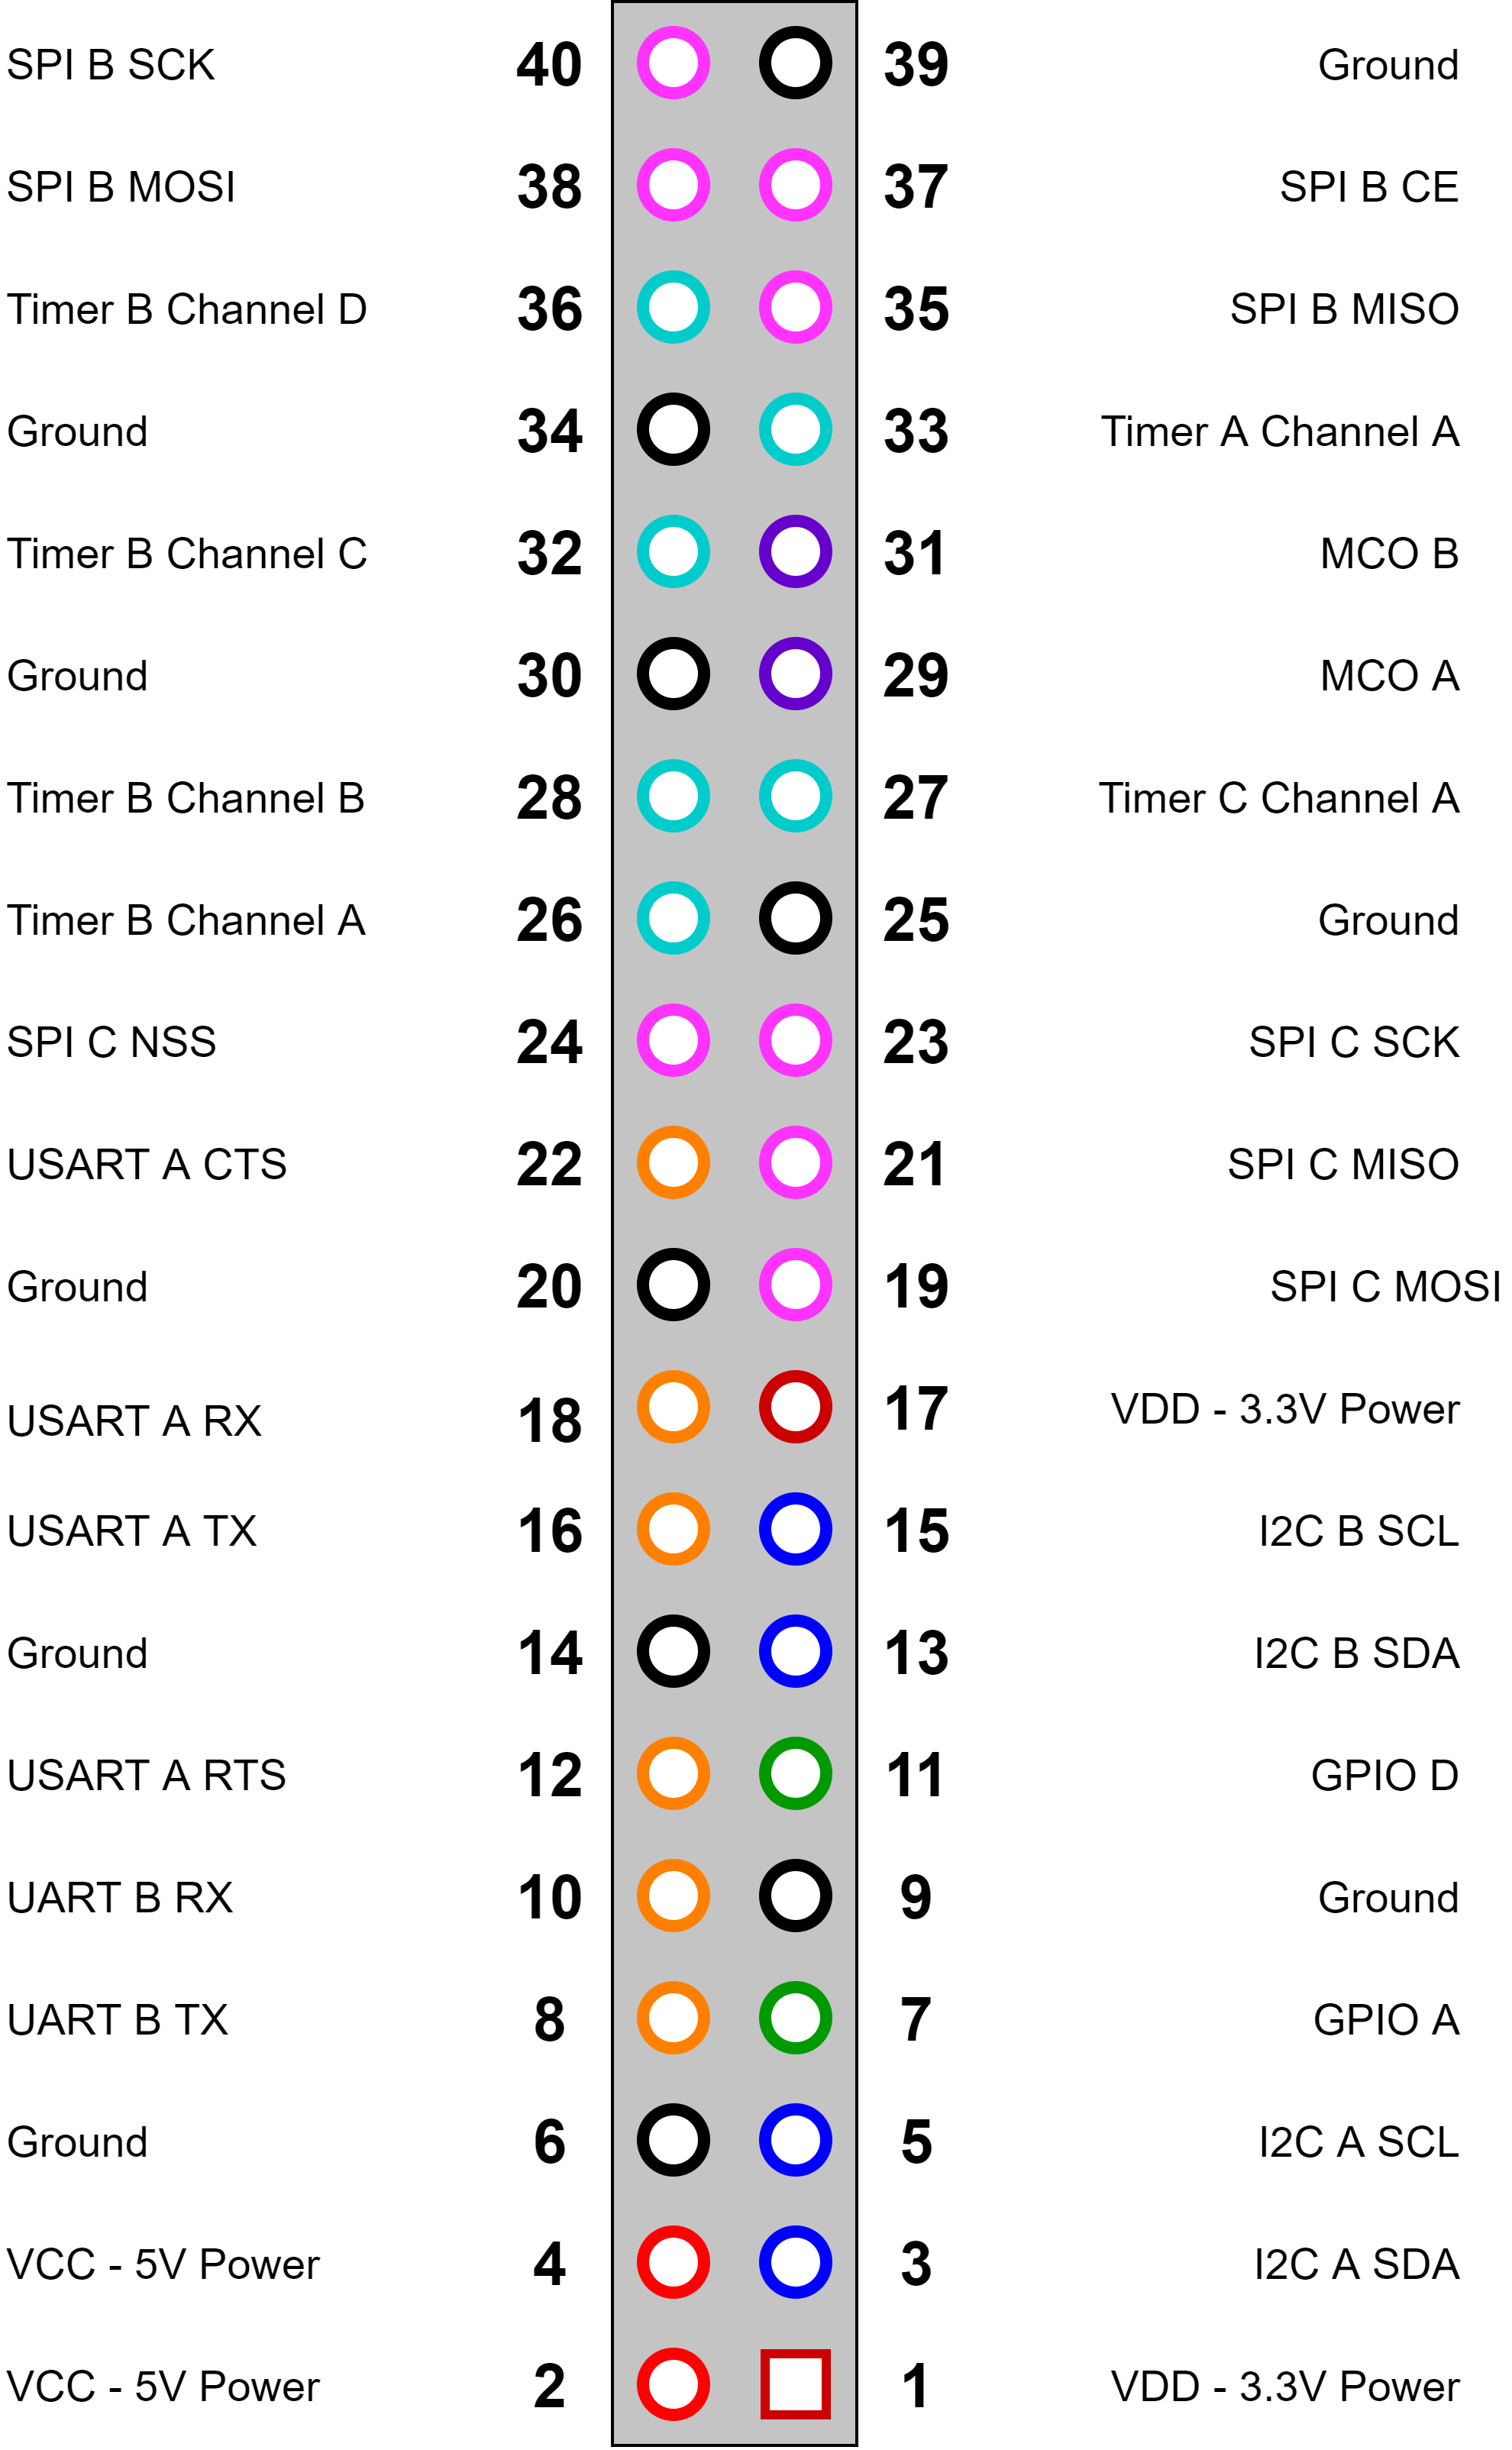 SPI B SCK 40 39 Ground
SPI B MOSI 38 37 SPI B CE
Timer B Channel D 36 35 SPI B MISO
Ground 34 33 Timer A Channel A
Timer B Channel C 32 31 MCO B
Ground 30 29 MCO A
Timer B Channel B 28 27 Timer C Channel A
Timer B Channel A 26 25 Ground
SPI C NSS 24 23 SPI C SCK
USART A CTS 22 21 SPI C MISO
Ground 20 19 SPI C MOSI
USART A RX 18 17 VDD - 3.3V Power
USART A TX 16 15 I2C B SCL
Ground 14 13 I2C B SDA
USART A RTS 12 11 GPIO D
UART B RX 10 9 Ground
UART B TX 8 7 GPIO A
Ground 6 5 I2C A SCL
VCC - 5V Power 4 3 I2C A SDA
VCC - 5V Power 2 1 VDD - 3.3V Power